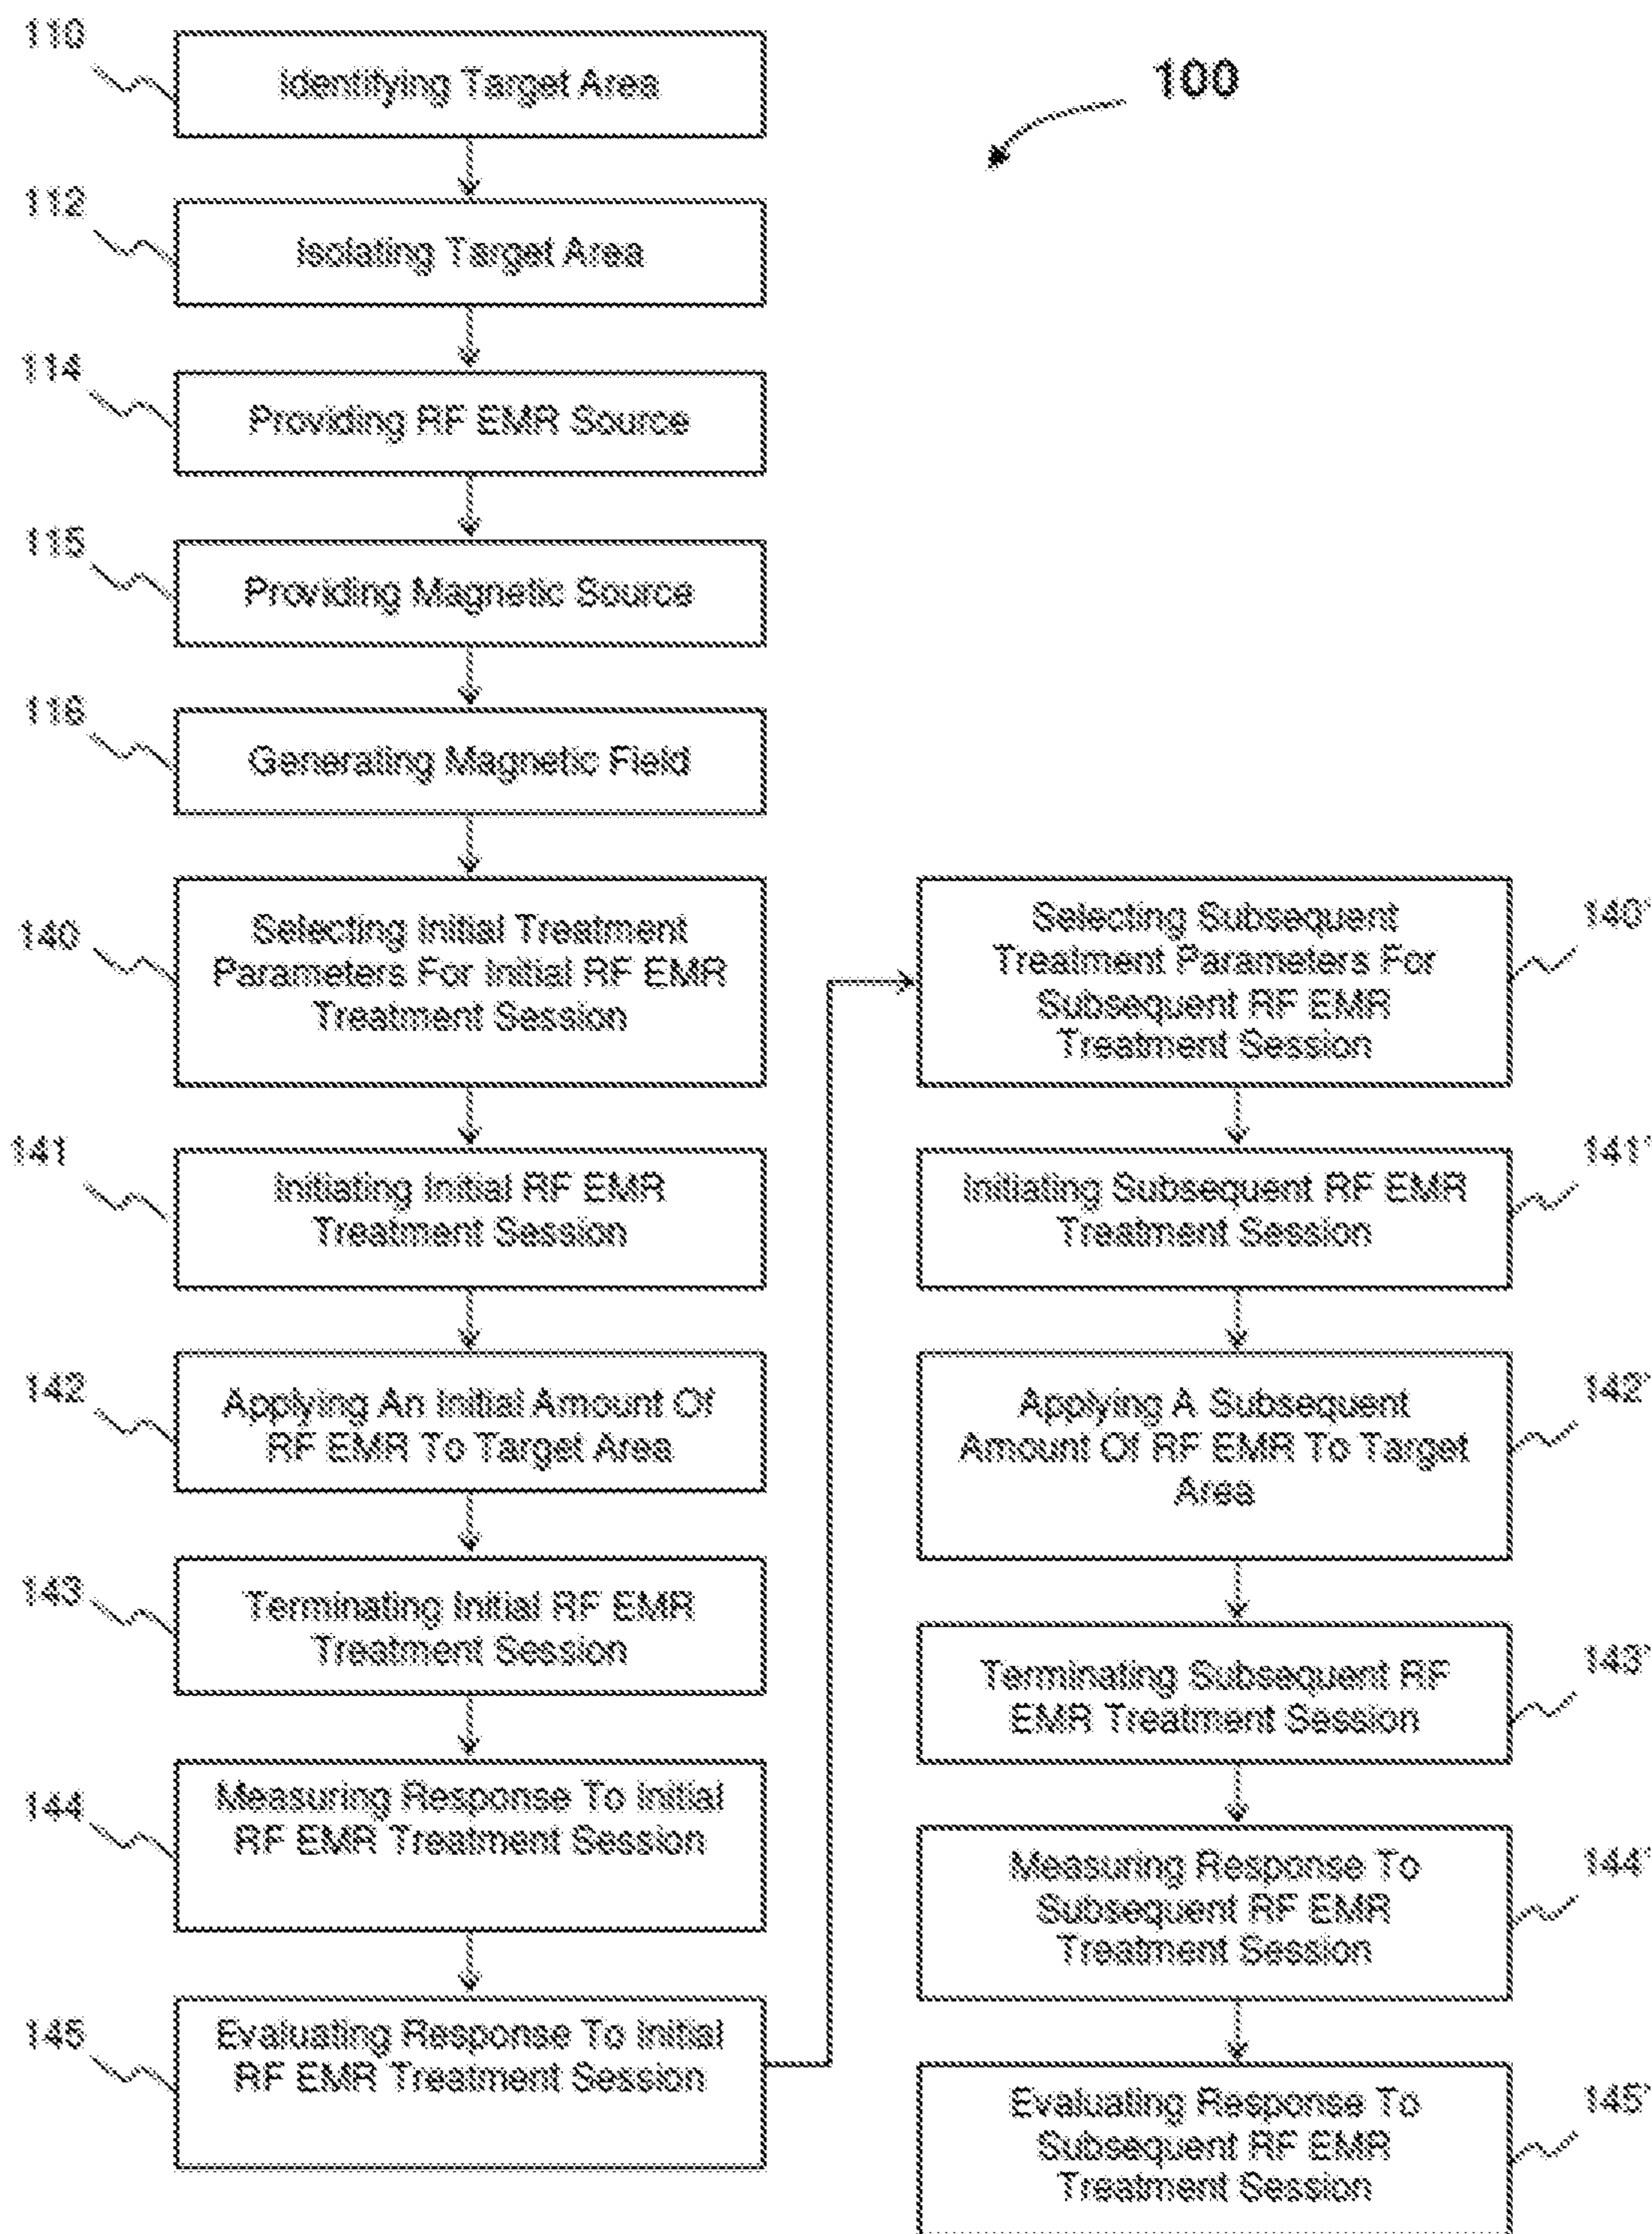 100
110
Identifying Target Area
112
Isolating Target Area
114
Providing RF EMR Source
115
Providing Magnetic Source
116
Generating Magnetic Field
140
Selecting Initial Treatment
Parameters For Initial RF EMR
Treatment Session
141
Initiating Initial RF EMR
Treatment Session
142
Applying An Initial Amount Of
RF EMR To Target Area
143
Terminating Initial RF EMR
Treatment Session
144
Measuring Response To Initial
RF EMR Treatment Session
145
Evaluating Response To Initial
RF EMR Treatment Session
Selecting Subsequent
Treatment Parameters For
Subsequent RF EMR
Treatment Session
140'
Initiating Subsequent RF EMR
Treatment Session
141'
Applying A Subsequent
Amount Of RF EMR To Target
Area
142'
Terminating Subsequent RF
EMR Treatment Session
143'
Measuring Response To
Subsequent RF EMR
Treatment Session
144'
Evaluating Response To
Subsequent RF EMR
Treatment Session
145'